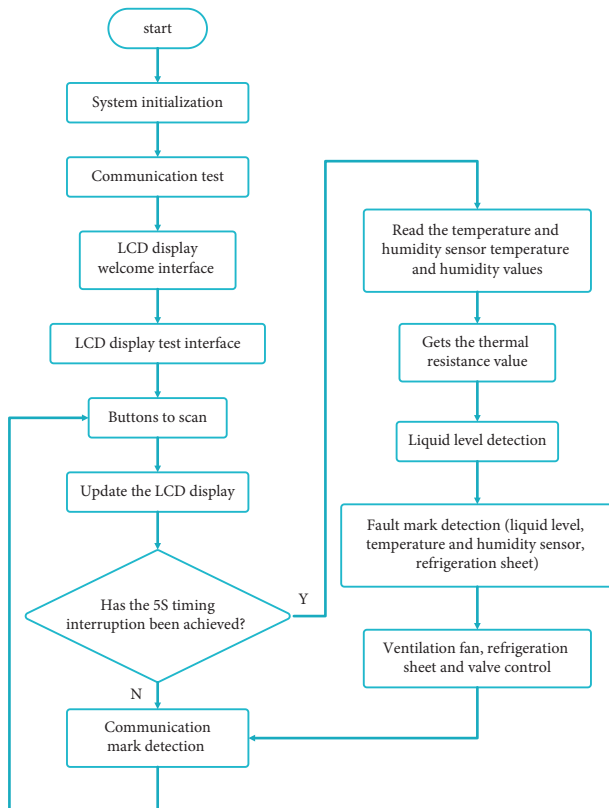 start
System initialization
Communication test
LCD display
welcome interface
LCD display test interface
Buttons to scan
Update the LCD display
Has the 5S timing
interruption been achieved?
Y
N
Communication
mark detection
Read the temperature and
humidity sensor temperature
and humidity values
Gets the thermal
resistance value
Liquid level detection
Fault mark detection (liquid level,
temperature and humidity sensor,
refrigeration sheet)
Ventilation fan, refrigeration
sheet and valve control